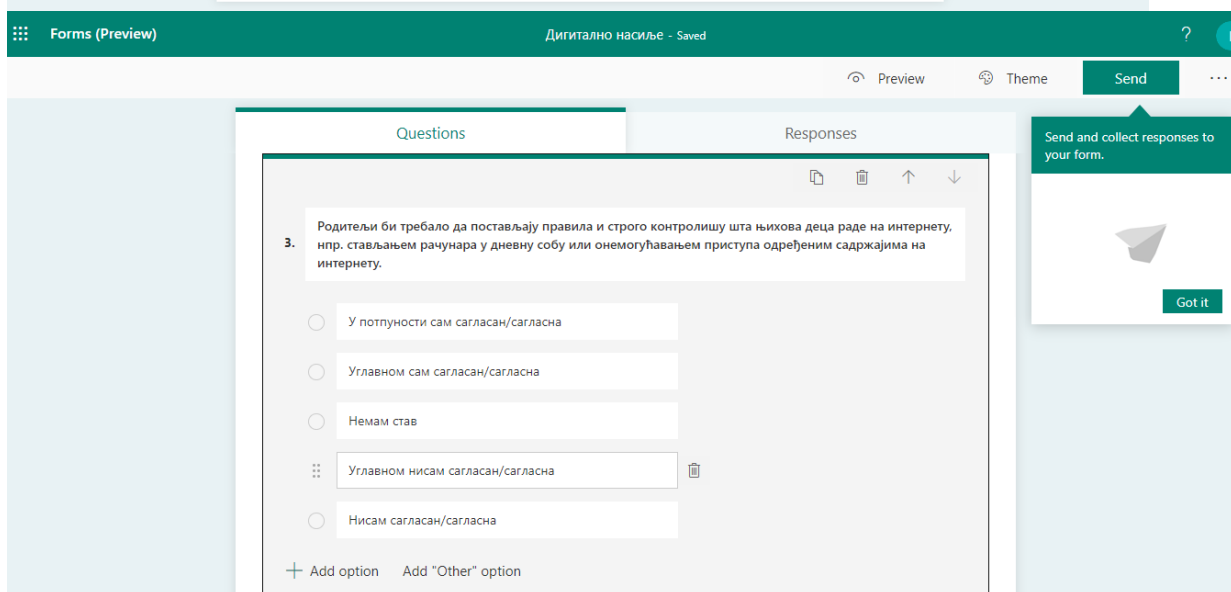 Forms (Preview)
Дигитално насиље - Saved
?
Preview
Theme
Send
Questions
Responses
Send and collect responses to
your form.
Got it
3.
Родитељи би требало да постављају правила и строго контролишу шта њихова деца раде на интернету,
нпр. стављањем рачунара у дневну собу или онемогућавањем приступа одређеним садржајима на
интернету.
У потпуности сам сагласан/сагласна
Углавном сам сагласан/сагласна
Немам став
Углавном нисам сагласан/сагласна
Нисам сагласан/сагласна
Add option
Add "Other" option